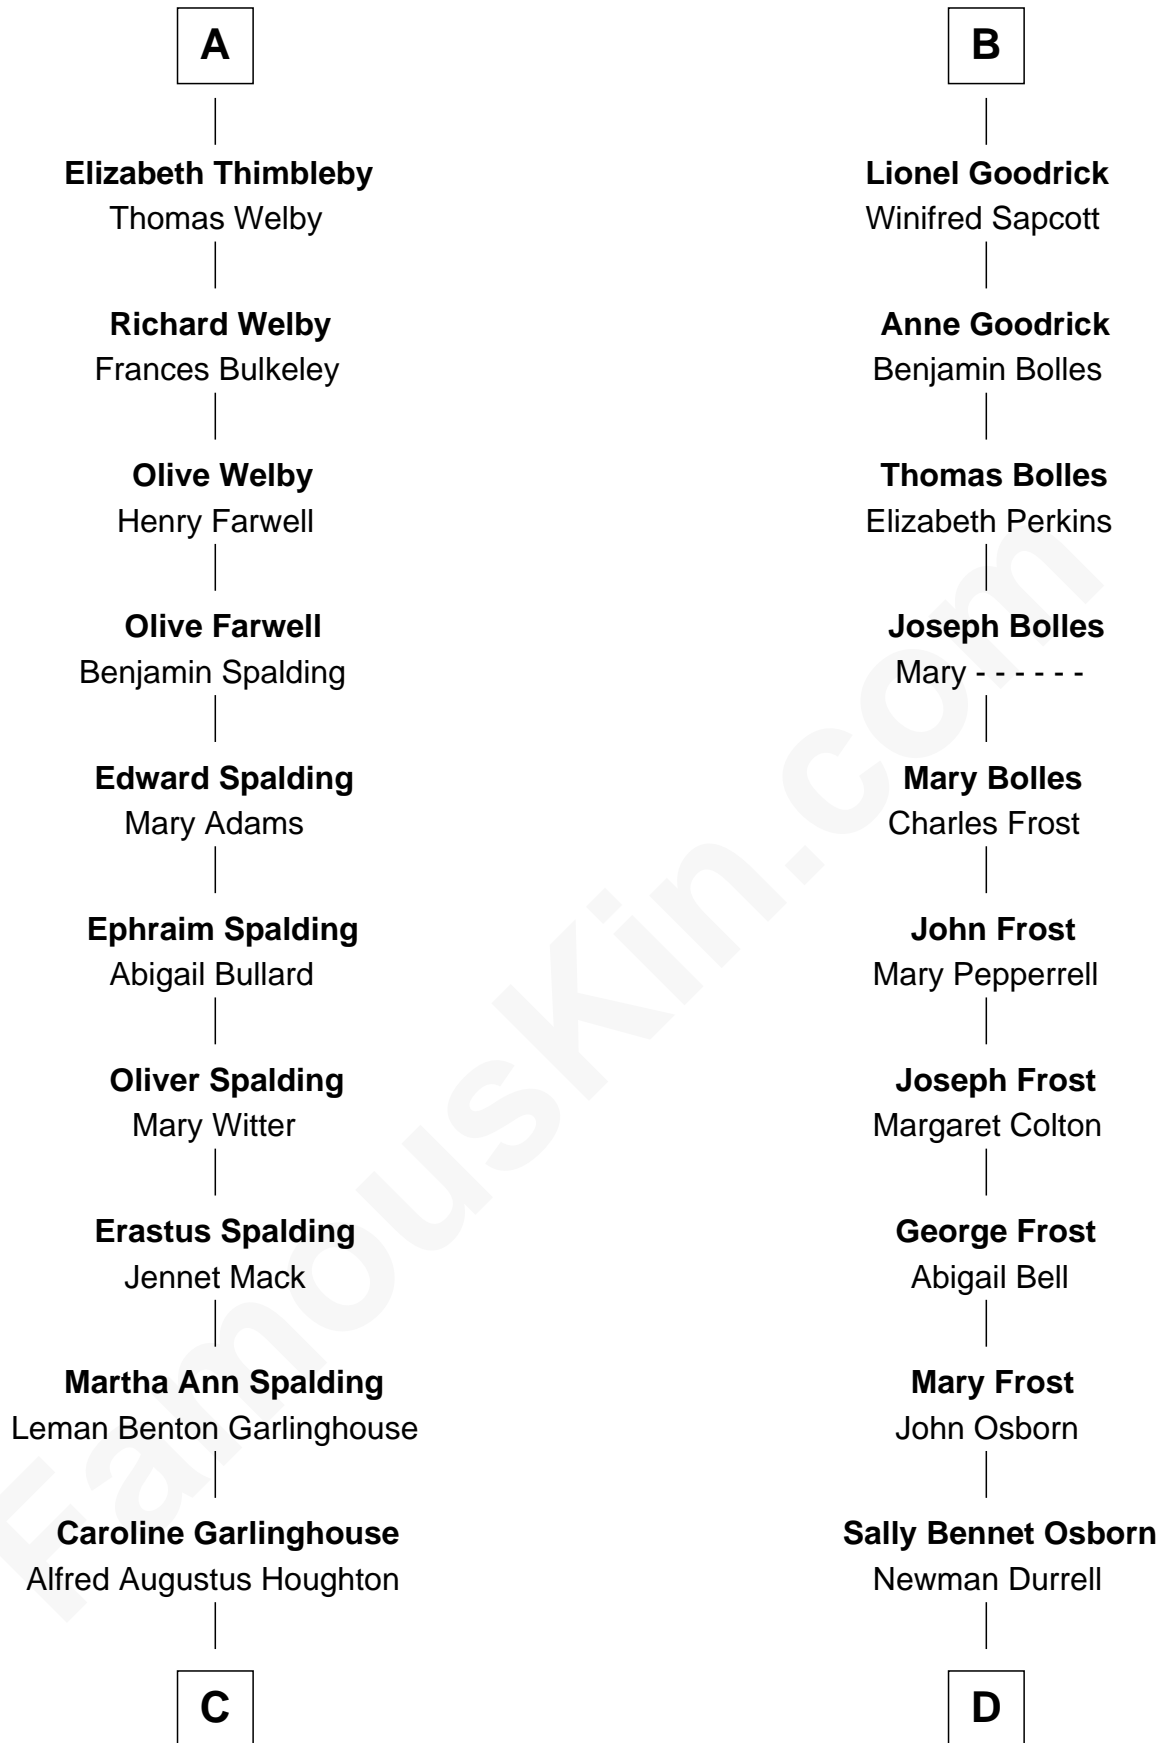 A
Elizabeth Thimbleby
Thomas Welby
Richard Welby
Frances Bulkeley
Olive Welby
Henry Farwell
Olive Farwell
Benjamin Spalding
Edward Spalding
Mary Adams
Ephraim Spalding
Abigail Bullard
Oliver Spalding
Mary Witter
Erastus Spalding
Jennet Mack
Martha Ann Spalding
Leman Benton Garlinghouse
Caroline Garlinghouse
Alfred Augustus Houghton
C
B
Lionel Goodrick
Winifred Sapcott
Anne Goodrick
Benjamin Bolles
Thomas Bolles
Elizabeth Perkins
Joseph Bolles
Mary - - - - - -
Mary Bolles
Charles Frost
John Frost
Mary Pepperrell
Joseph Frost
Margaret Colton
George Frost
Abigail Bell
Mary Frost
John Osborn
Sally Bennet Osborn
Newman Durrell
D
FamousKin.com